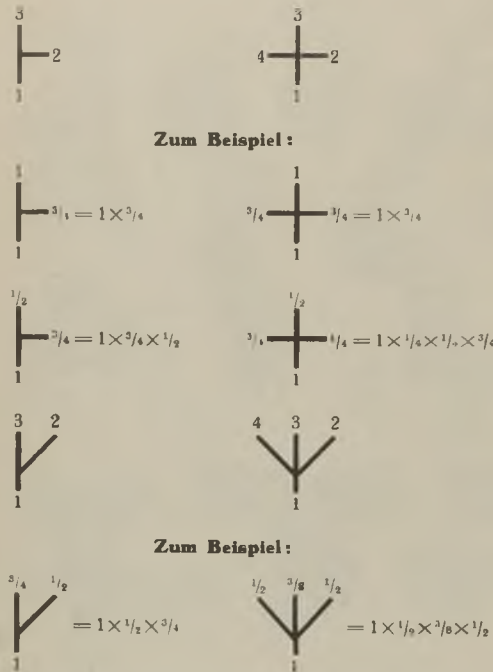 3 3
2 4 2
1 1
Zum Beispiel:
1 1
³/₄ = 1×³/₄ ³/₄ ³/₄ = 1×³/₄
1 1
¹/₂ ¹/₂
³/₄ = 1×³/₄×¹/₂ ³/₄ ¹/₄ = 1×¹/₄×¹/₂×³/₄
1 1
3 2 4 3 2
1 1
Zum Beispiel:
³/₄ ¹/₂ ¹/₂ ³/₈ ¹/₂
= 1×¹/₂×³/₄ = 1×¹/₂×³/₈×¹/₂
1 1